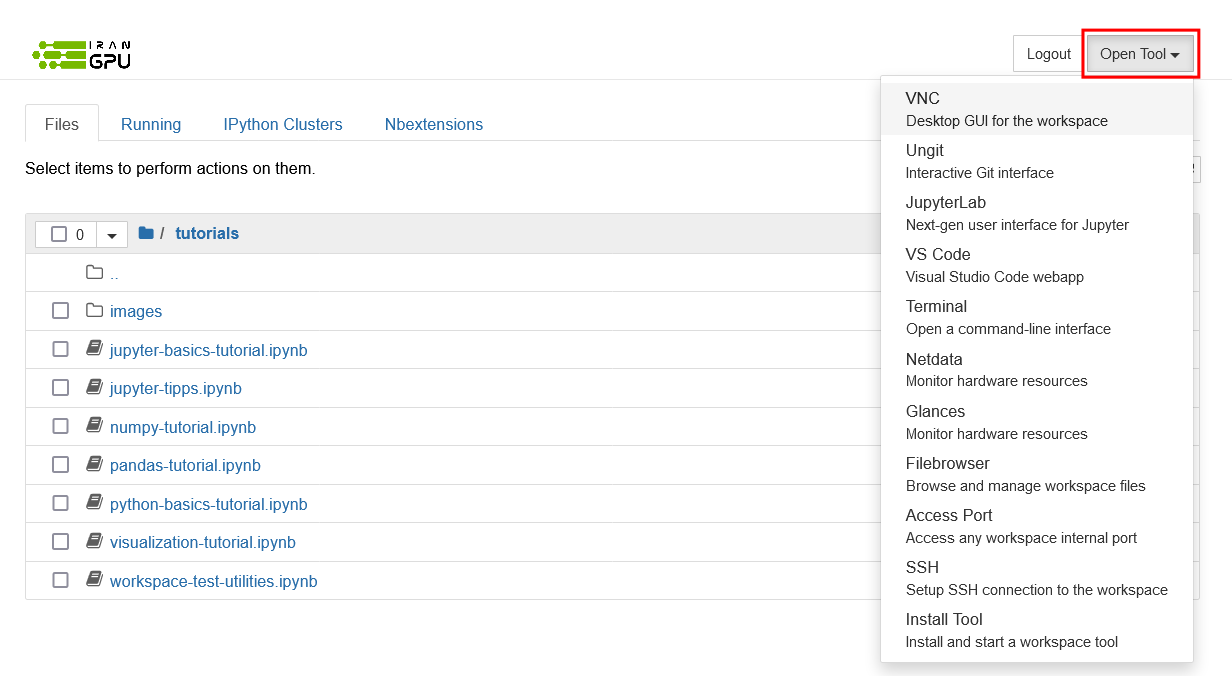 IRAN
GPU
Logout
Open Tool
Files
Running
IPython Clusters
Nbextensions
Select items to perform actions on them.
0
/
tutorials
..
images
jupyter-basics-tutorial.ipynb
jupyter-tipps.ipynb
numpy-tutorial.ipynb
pandas-tutorial.ipynb
python-basics-tutorial.ipynb
visualization-tutorial.ipynb
workspace-test-utilities.ipynb
VNC
Desktop GUI for the workspace
Ungit
Interactive Git interface
JupyterLab
Next-gen user interface for Jupyter
VS Code
Visual Studio Code webapp
Terminal
Open a command-line interface
Netdata
Monitor hardware resources
Glances
Monitor hardware resources
Filebrowser
Browse and manage workspace files
Access Port
Access any workspace internal port
SSH
Setup SSH connection to the workspace
Install Tool
Install and start a workspace tool